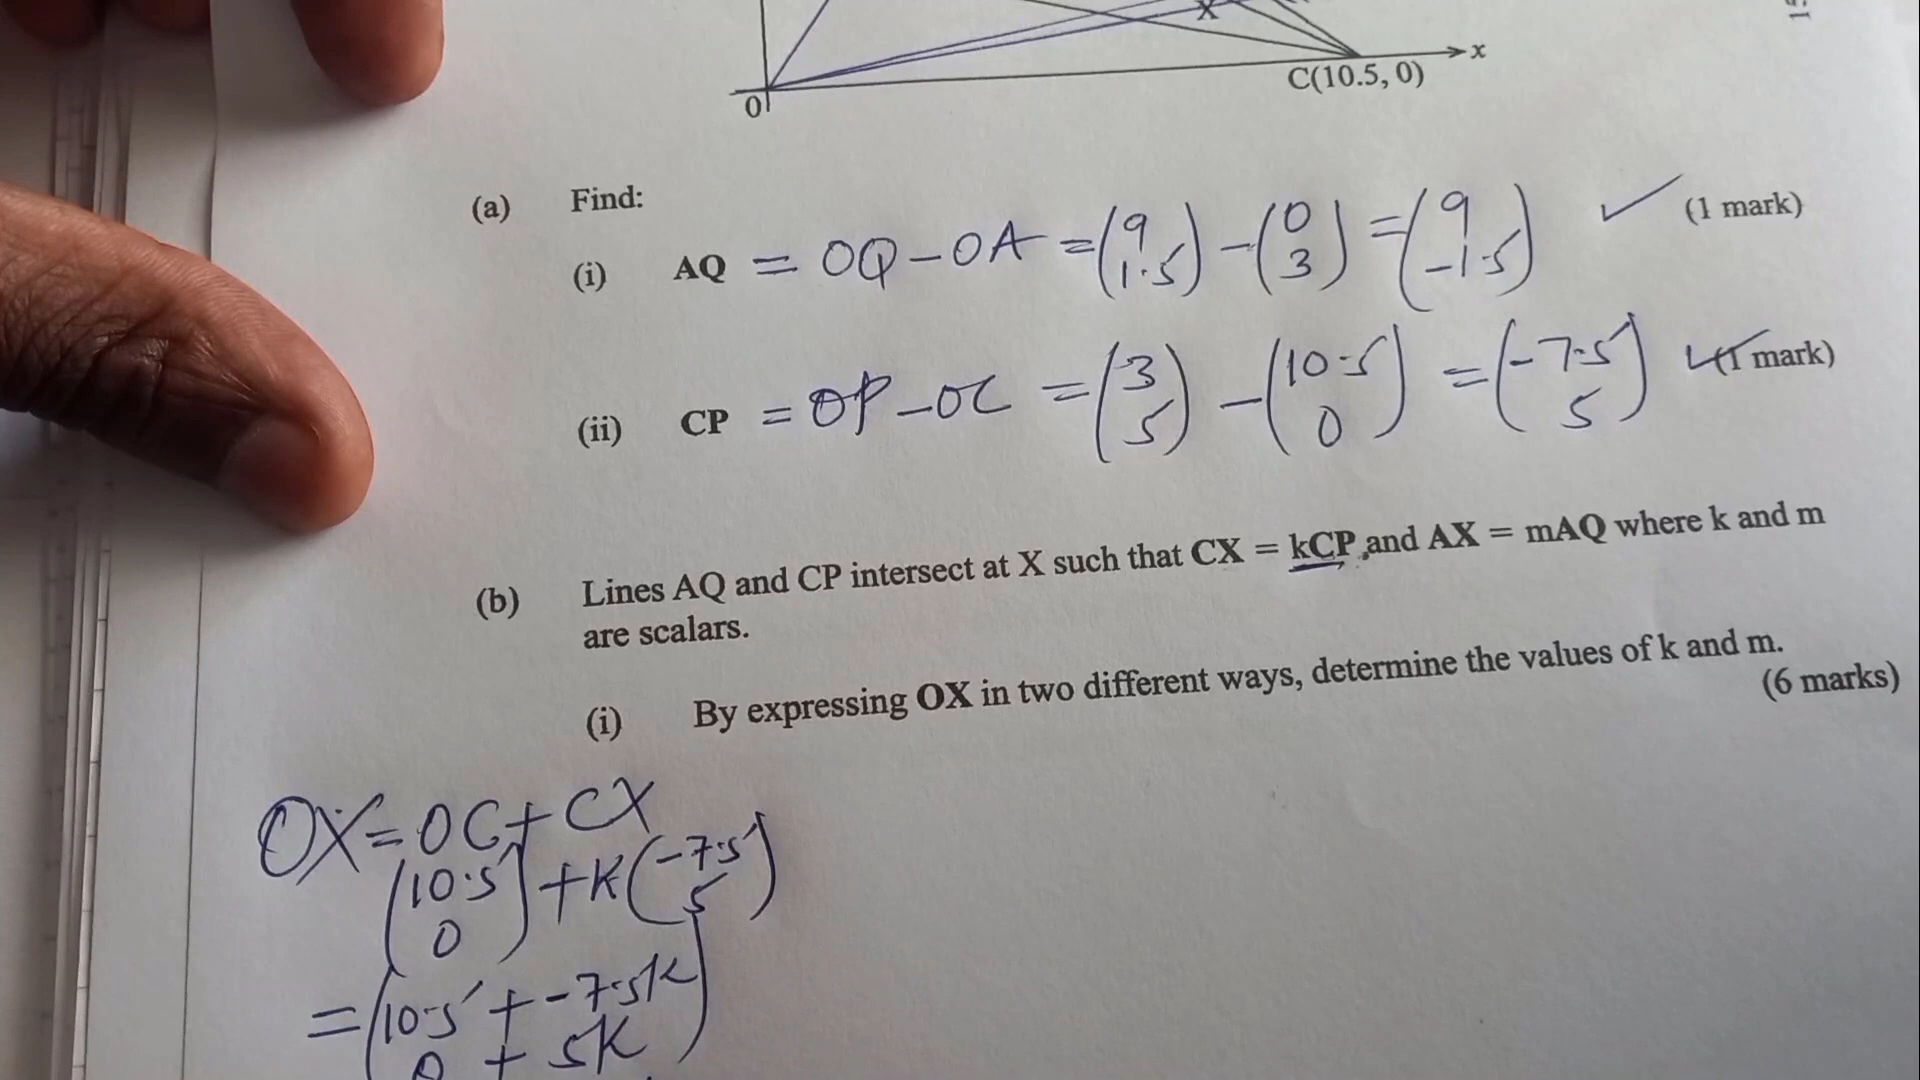 X
x
0
C(10.5, 0)
(a) Find:
(i) AQ = OQ - OA = (9 1.5) - (0 3) = (9 -1.5) ✓ (1 mark)
(ii) CP = OP - OC = (3 5) - (10.5 0) = (-7.5 5) ✓ (1 mark)
(b) Lines AQ and CP intersect at X such that CX = kCP and AX = mAQ where k and m
are scalars.
(i) By expressing OX in two different ways, determine the values of k and m.
(6 marks)
OX = OC + CX
(10.5 0) + K(-7.5 5)
= (10.5 + -7.5K
0 + 5K)